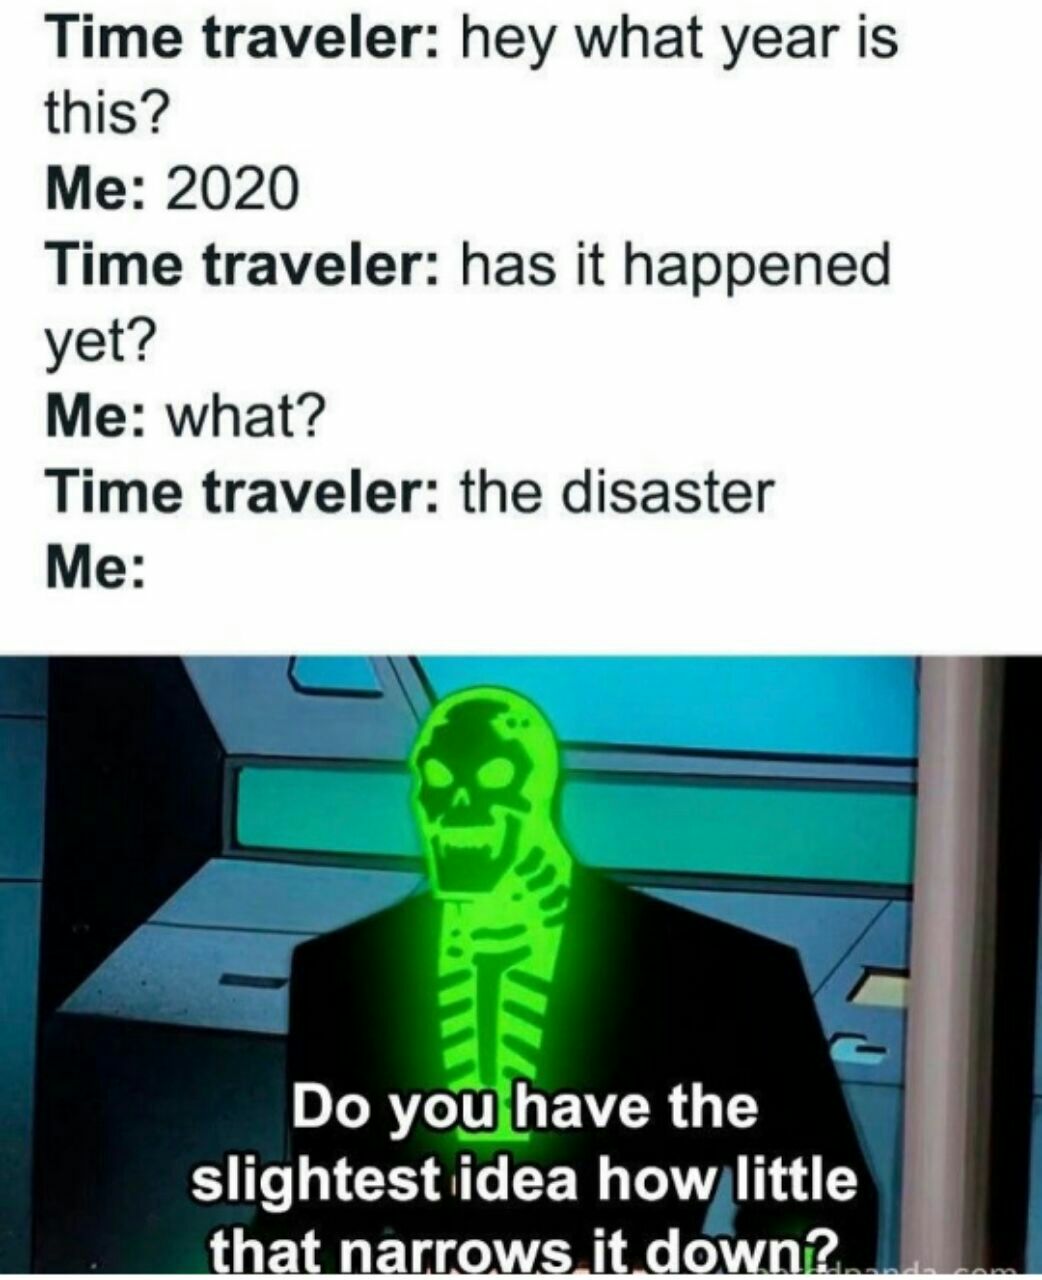 Time traveler: hey what year is
this?
Me: 2020
Time traveler: has it happened
yet?
Me: what?
Time traveler: the disaster
Me:
Do you have the
slightest idea how little
that narrows it down?